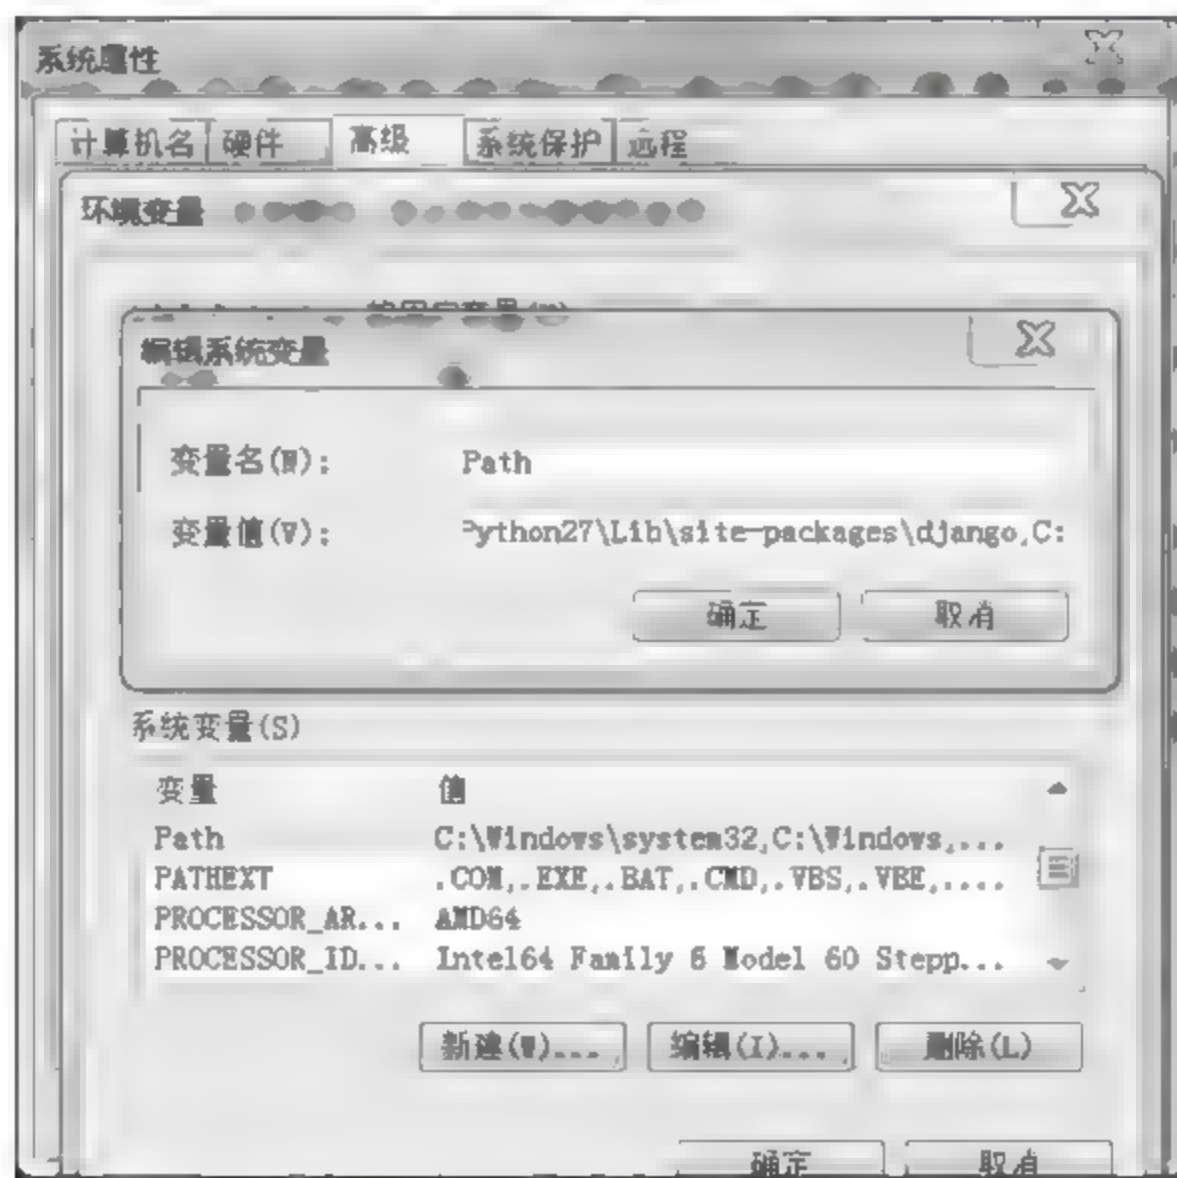 系统属性
计算机名 硬件 高级 系统保护 远程
环境变量
编辑系统变量
变量名(N): Path
变量值(V): Python27\Lib\site-packages\django,C:
确定 取消
系统变量(S)
变量 值
Path C:\Windows\system32,C:\Windows,...
PATHEXT .COM,.EXE,.BAT,.CMD,.VBS,.VBE,....
PROCESSOR_AR... AMD64
PROCESSOR_ID... Intel64 Family 6 Model 60 Stepp...
新建(W)... 编辑(I)... 删除(L)
确定 取消